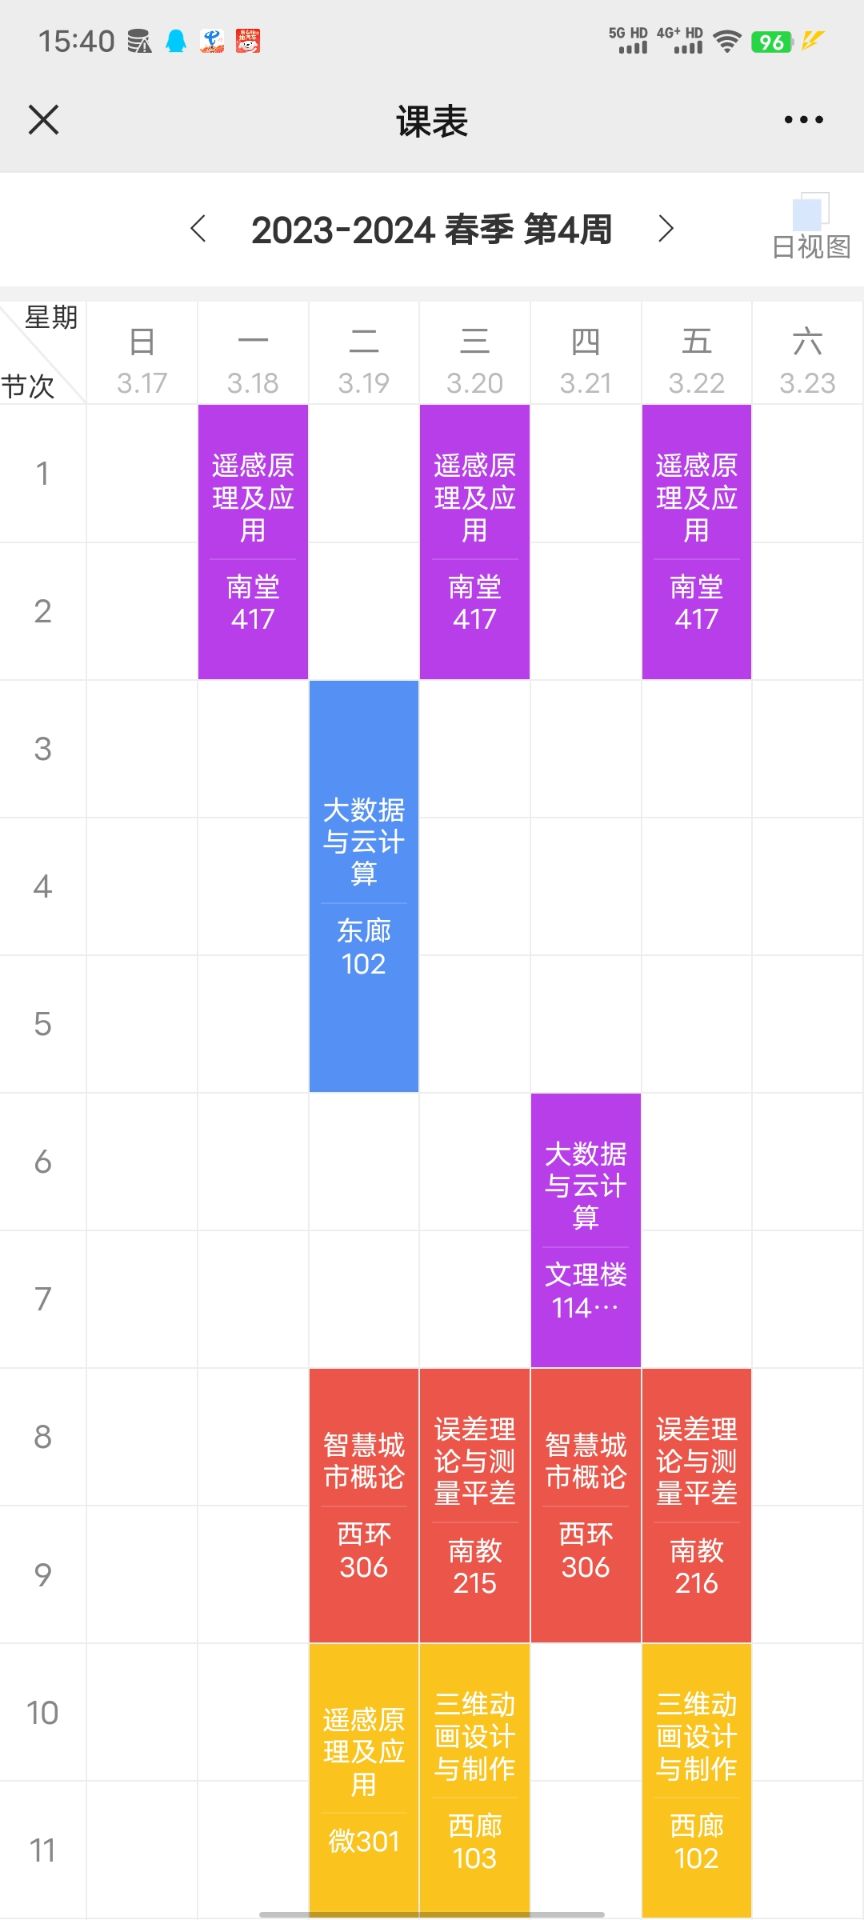 15:40
5G HD 4G+ HD 96
课表
2023-2024 春季 第4周
日视图
星期
节次
日 一 二 三 四 五 六
3.17 3.18 3.19 3.20 3.21 3.22 3.23
1
遥感原
理及应
用
南堂
417
遥感原
理及应
用
南堂
417
遥感原
理及应
用
南堂
417
2
3
大数据
与云计
算
东廊
102
4
5
6
大数据
与云计
算
文理楼
114…
7
8
智慧城
市概论
西环
306
误差理
论与测
量平差
南教
215
智慧城
市概论
西环
306
误差理
论与测
量平差
南教
216
9
10
遥感原
理及应
用
微301
三维动
画设计
与制作
西廊
103
三维动
画设计
与制作
西廊
102
11